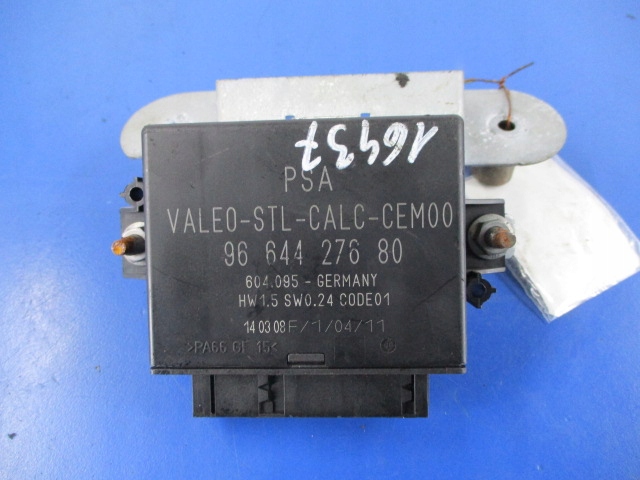 16437
PSA
VALEO-STL-CALC-CEM00
96 644 276 80
604.095 - GERMANY
HW1.5 SW0.24 CODE01
14 03 08 F/1/04/11
>PA66 GF 15<